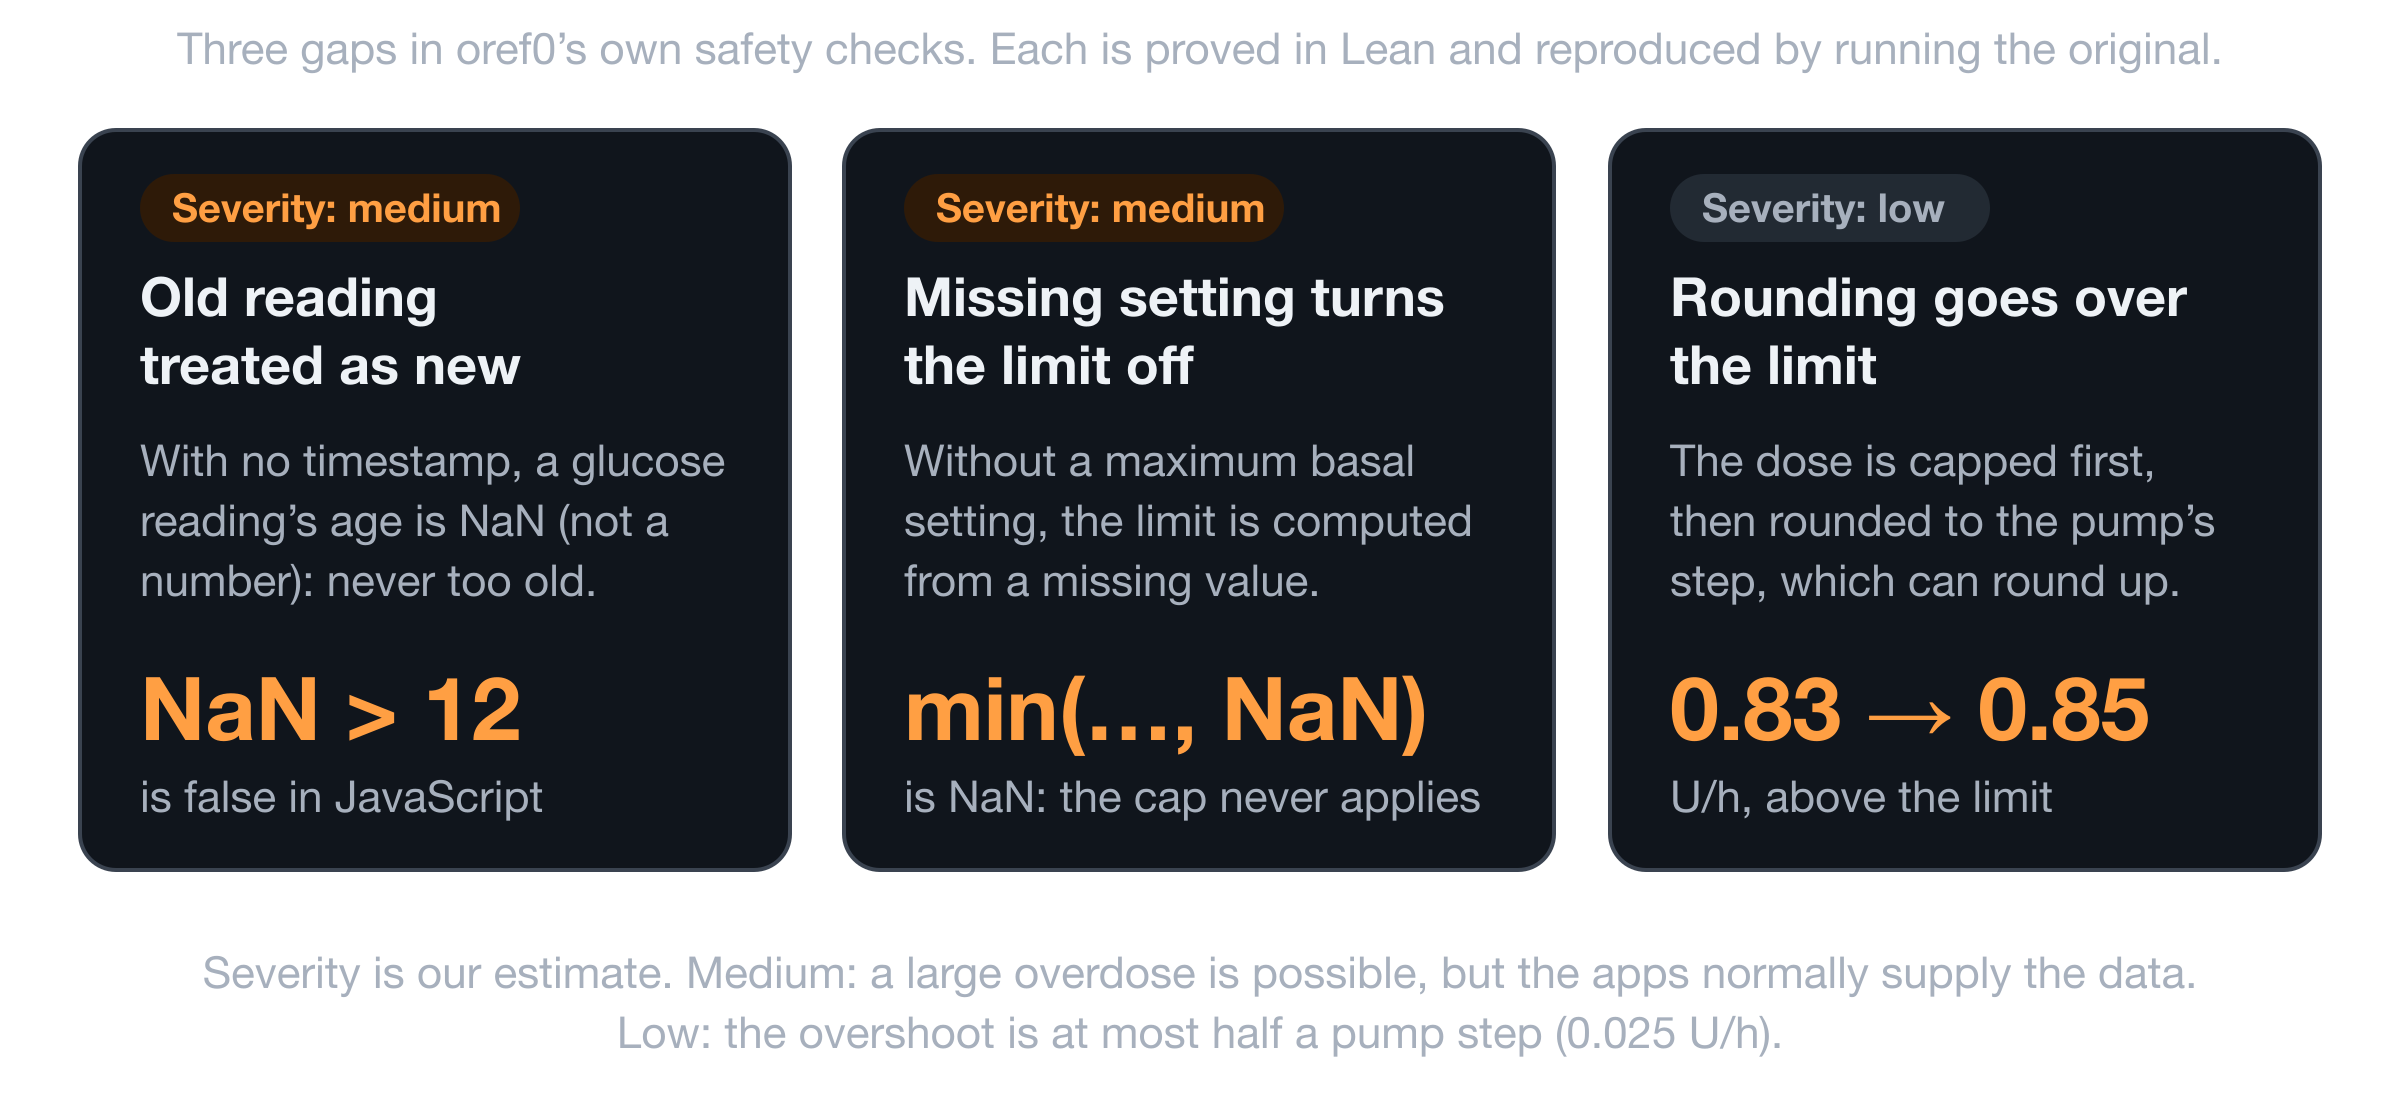 Three gaps in oref0’s own safety checks. Each is proved in Lean and reproduced by running the original.
Severity: medium
Old reading
treated as new
With no timestamp, a glucose
reading’s age is NaN (not a
number): never too old.
NaN > 12
is false in JavaScript
Severity: medium
Missing setting turns
the limit off
Without a maximum basal
setting, the limit is computed
from a missing value.
min(…, NaN)
is NaN: the cap never applies
Severity: low
Rounding goes over
the limit
The dose is capped first,
then rounded to the pump’s
step, which can round up.
0.83 → 0.85
U/h, above the limit
Severity is our estimate. Medium: a large overdose is possible, but the apps normally supply the data.
Low: the overshoot is at most half a pump step (0.025 U/h).